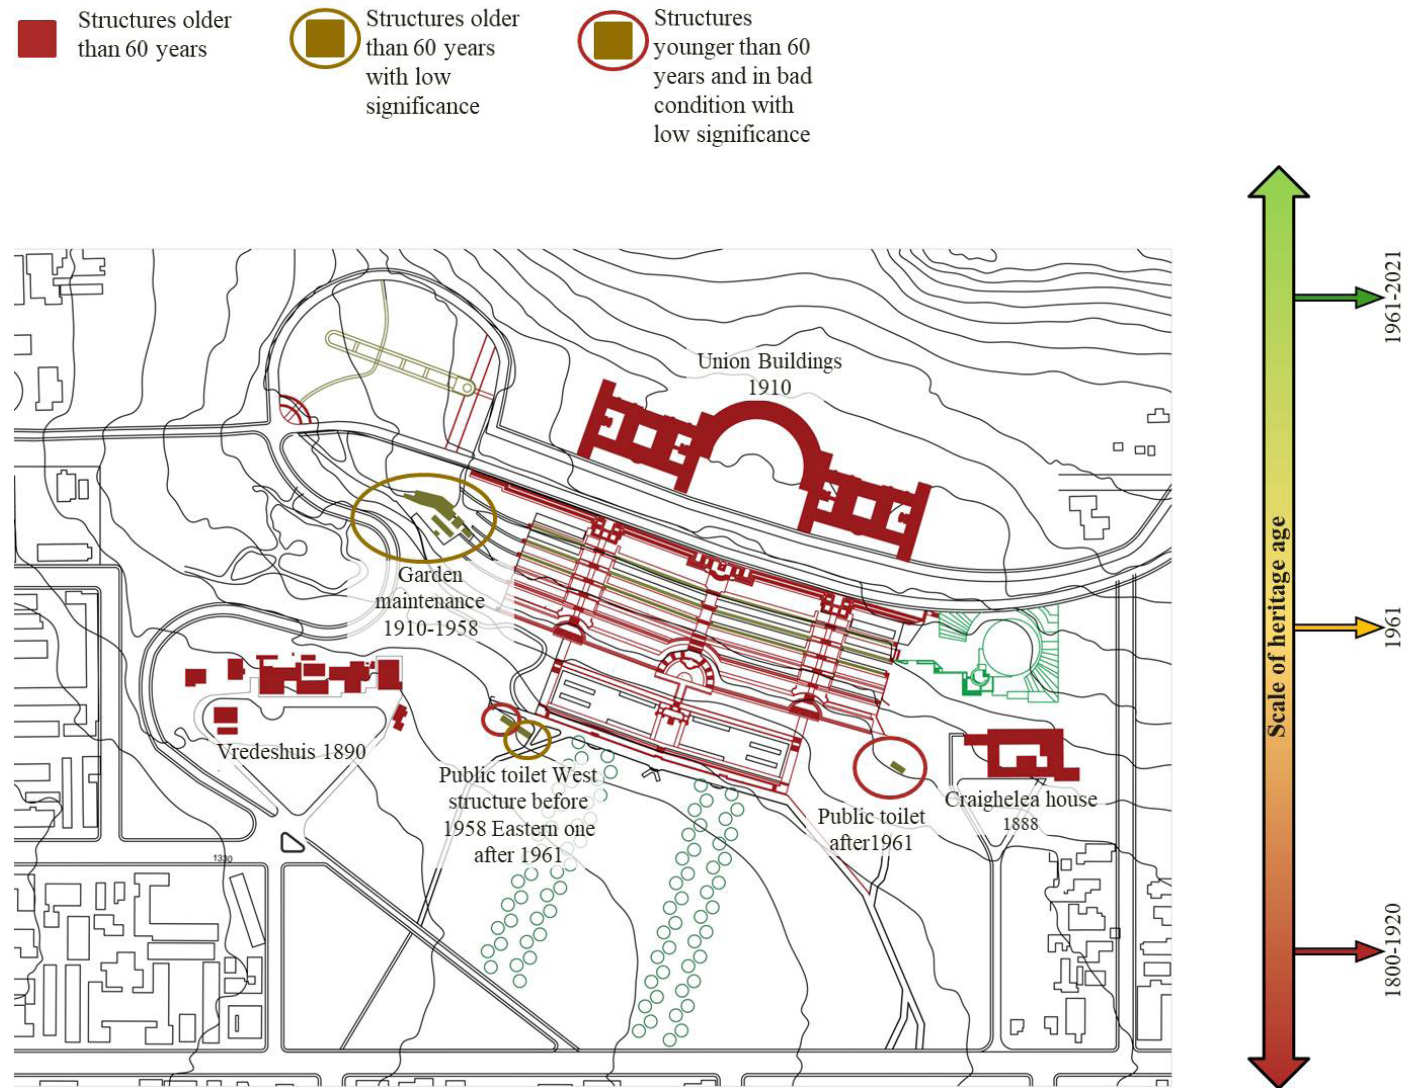 Structures older
than 60 years
Structures older
than 60 years
with low
significance
Structures
younger than 60
years and in bad
condition with
low significance
Union Buildings
1910
Garden
maintenance
1910-1958
Vredeshuis 1890
Public toilet West
structure before
1958 Eastern one
after 1961
Public toilet
after1961
Craighelea house
1888
1330
Scale of heritage age
1961-2021
1961
1800-1920